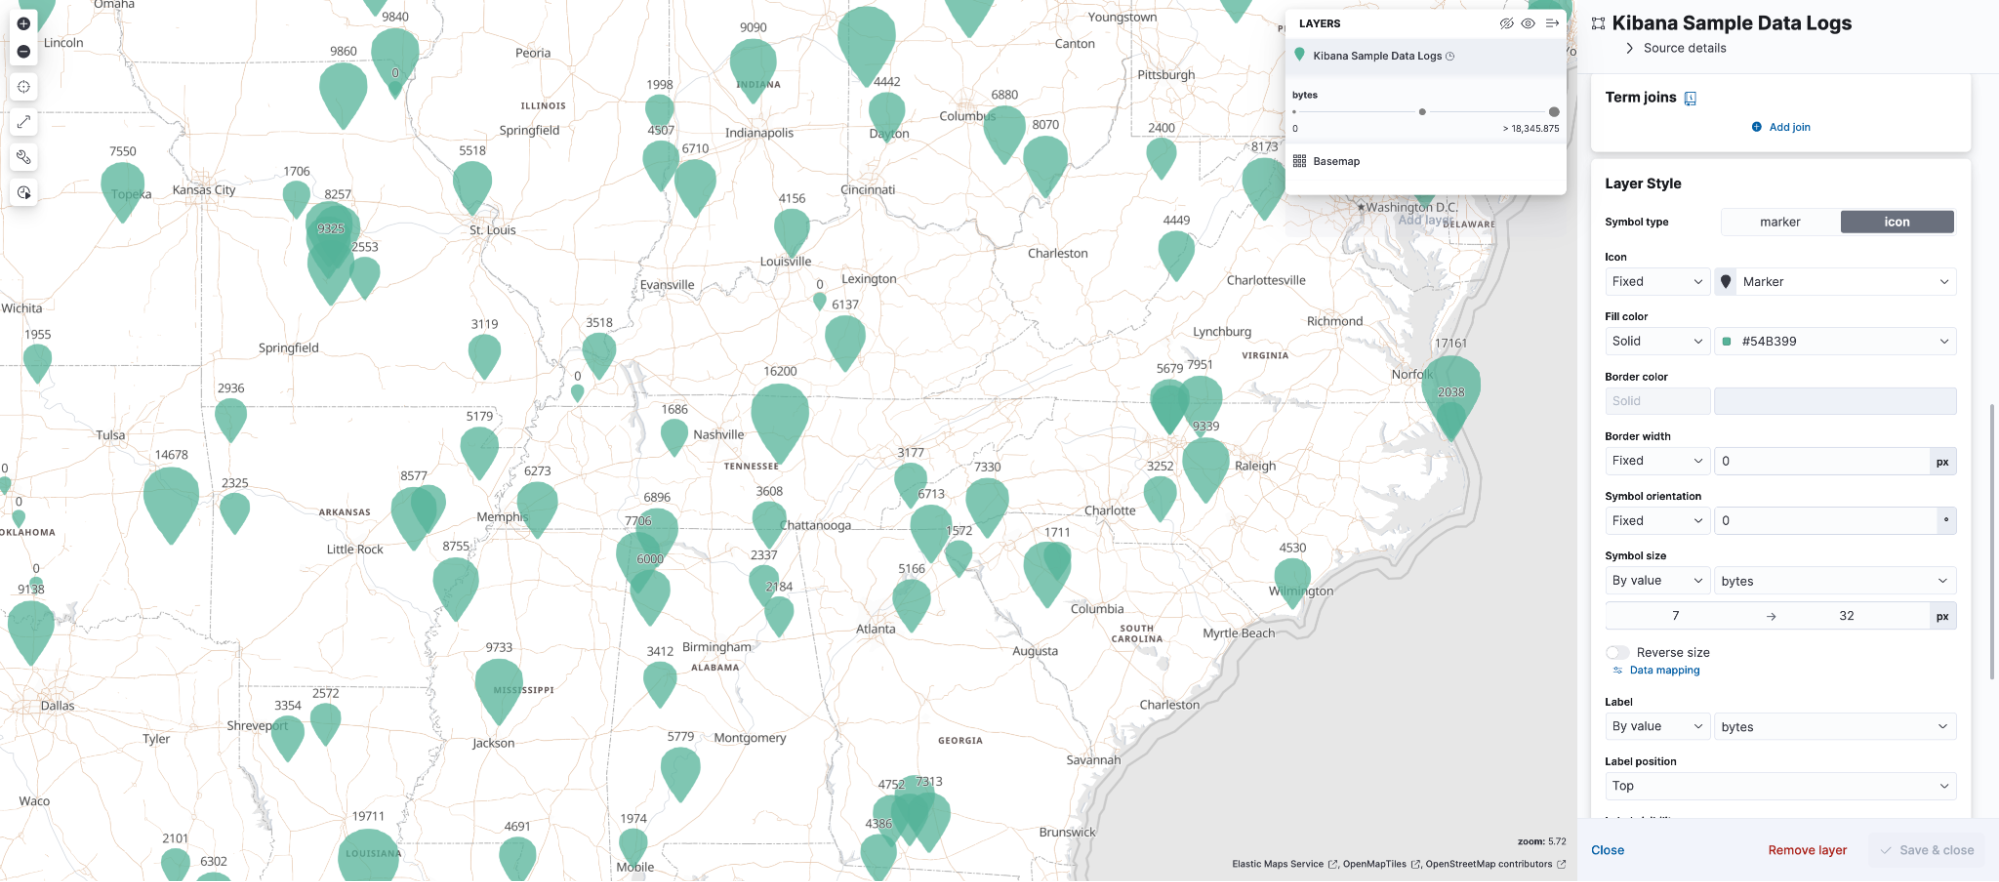 Omaha
Lincoln
9840
9860
0
Peoria
ILLINOIS
Springfield
9090
INDIANA
Indianapolis
1998
4507
6710
4442
Dayton
Columbus
6880
8070
Youngstown
Canton
Pittsburgh
2400
8173
7550
Topeka
Kansas City
1706
8257
9325
2553
5518
St. Louis
4156
Louisville
Cincinnati
Lexington
Evansville
0
6137
Charleston
4449
Charlottesville
Washington D.C.
Add layer
DELAWARE
Richmond
Lynchburg
VIRGINIA
Norfolk
17161
2038
Wichita
1955
Springfield
3119
3518
0
2936
Tulsa
14678
2325
0
0
OKLAHOMA
0
9138
5179
8577
6273
ARKANSAS
Memphis
Little Rock
8755
1686
Nashville
TENNESSEE
16200
3608
Chattanooga
6896
7706
6000
2337
2184
3177
6713
7330
1572
5166
Atlanta
5679
7951
9339
Raleigh
3252
Charlotte
1711
4530
Wilmington
Columbia
SOUTH
CAROLINA
Myrtle Beach
Augusta
Charleston
3412
Birmingham
ALABAMA
9733
MISSISSIPPI
Jackson
Dallas
Tyler
3354
2572
Shreveport
Waco
2101
6302
19711
LOUISIANA
4691
1974
Mobile
5779
Montgomery
GEORGIA
Savannah
4752
7313
4386
Brunswick
LAYERS
Kibana Sample Data Logs
bytes
0
> 18,345.875
Basemap
zoom: 5.72
Elastic Maps Service, OpenMapTiles, OpenStreetMap contributors
Kibana Sample Data Logs
Source details
Term joins
Add join
Layer Style
Symbol type
marker
icon
Icon
Fixed
Marker
Fill color
Solid
#54B399
Border color
Solid
Border width
Fixed
0
px
Symbol orientation
Fixed
0
°
Symbol size
By value
bytes
7 → 32 px
Reverse size
Data mapping
Label
By value
bytes
Label position
Top
Close
Remove layer
Save & close